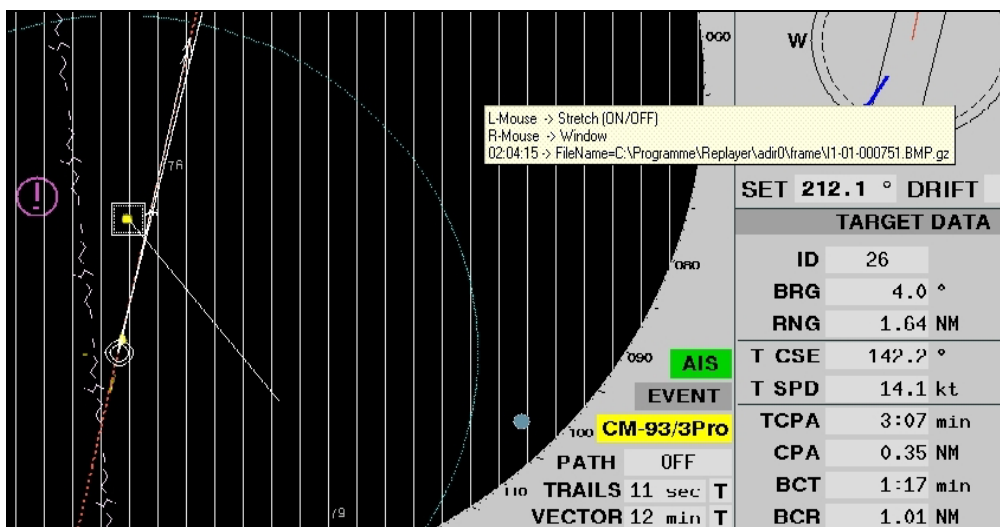 060
W
L-Mouse -> Stretch (ON/OFF)
R-Mouse -> Window
02:04:15 -> FileName=C:\Programme\Replayer\adir0\frame\I1-01-000751.BMP.gz
76
SET 212.1 ° DRIFT
TARGET DATA
ID 26
080
BRG 4.0 °
RNG 1.64 NM
090
AIS
T CSE 142.2 °
EVENT
T SPD 14.1 kt
100
CM-93/3Pro
TCPA 3:07 min
PATH OFF
CPA 0.35 NM
110
TRAILS 11 sec T
BCT 1:17 min
79
VECTOR 12 min T
BCR 1.01 NM